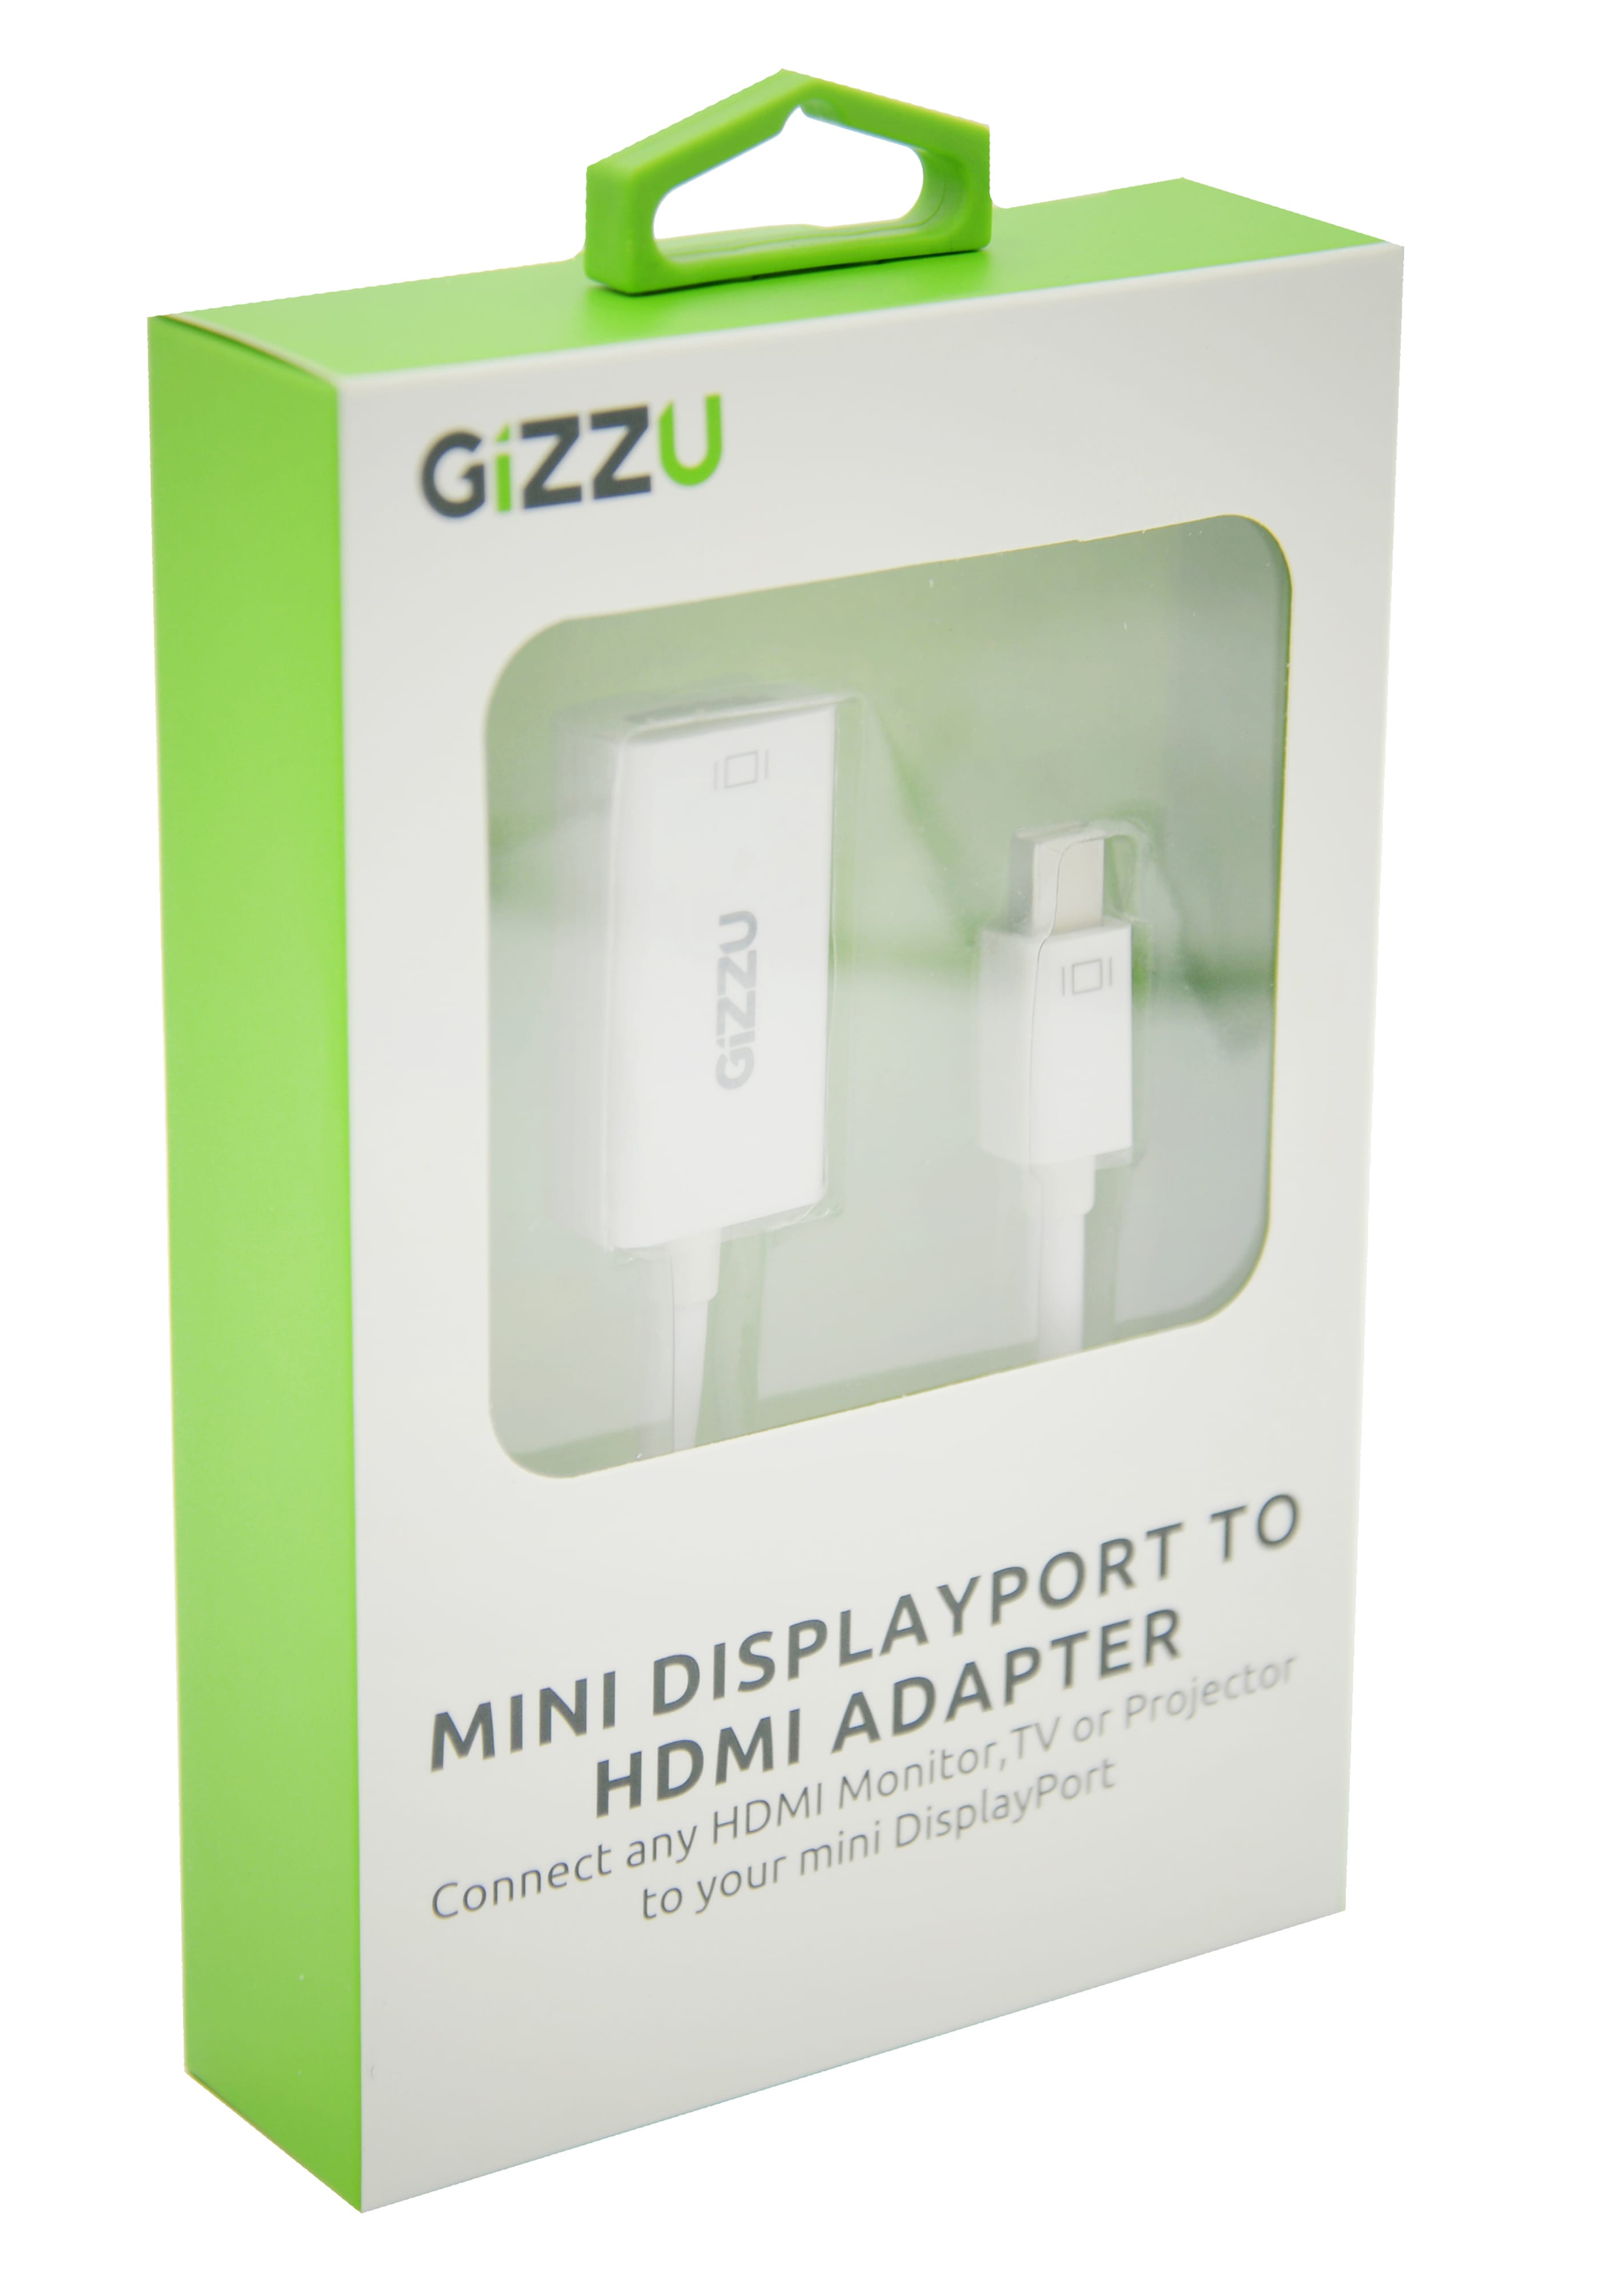 GiZZU
GiZZU
MINI DISPLAYPORT TO
HDMI ADAPTER
Connect any HDMI Monitor,TV or Projector
to your mini DisplayPort